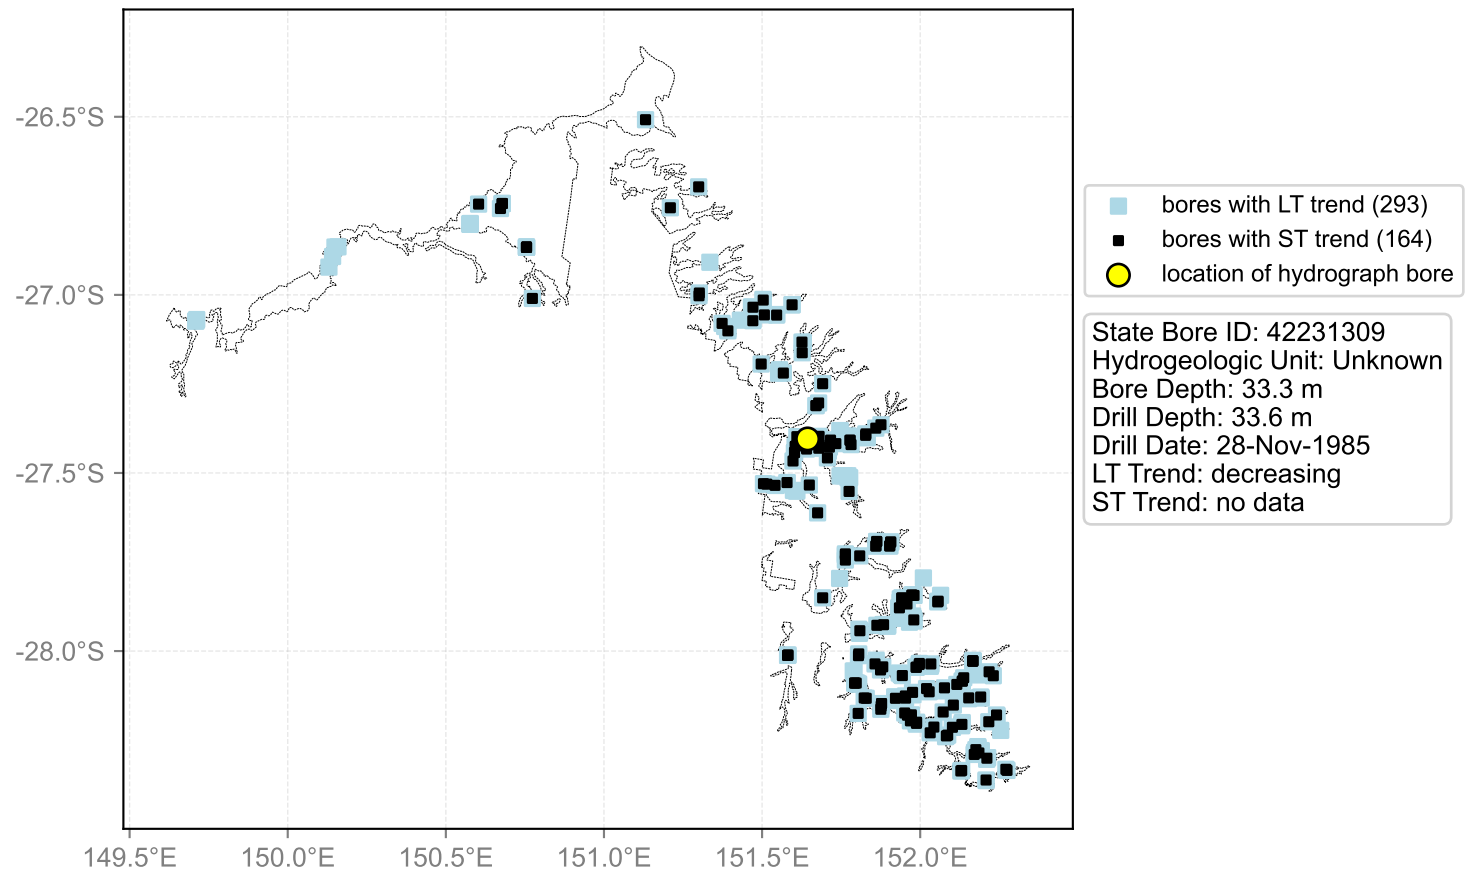 -26.5°S
-27.0°S
-27.5°S
-28.0°S
149.5°E
150.0°E
150.5°E
151.0°E
151.5°E
152.0°E
bores with LT trend (293)
bores with ST trend (164)
location of hydrograph bore
State Bore ID: 42231309
Hydrogeologic Unit: Unknown
Bore Depth: 33.3 m
Drill Depth: 33.6 m
Drill Date: 28-Nov-1985
LT Trend: decreasing
ST Trend: no data